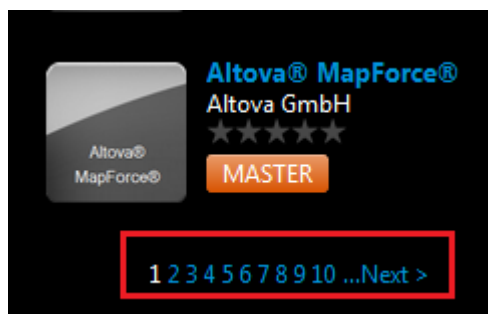 Altova® MapForce®
Altova GmbH
Altova®
MapForce®
MASTER
1 2 3 4 5 6 7 8 9 10 ...Next >